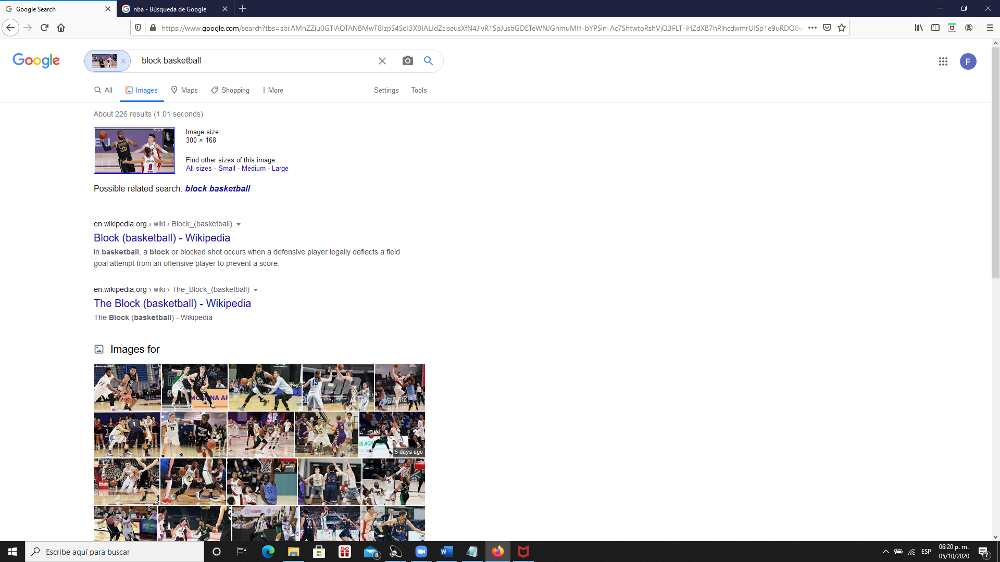 Google Search
nba - Búsqueda de Google
https://www.google.com/search?tbs=sbi:AMhZZiu0GTiAQTANBMwT8IzpS4SoI3X8IALIdZciseusXfN4JlvR1SpJusbGDETeWNJGhmuMH-bYPSin-Ac7ShtwtoRshVjQ3FLT-iHZdXB7hRlhcdwmrUISp1e9uRDQ8w
Google
block basketball
F
All
Images
Maps
Shopping
More
Settings
Tools
About 226 results (1.01 seconds)
Image size:
300 × 168
Find other sizes of this image:
All sizes - Small - Medium - Large
23
9
Possible related search: block basketball
en.wikipedia.org › wiki › Block_(basketball)
Block (basketball) - Wikipedia
In basketball, a block or blocked shot occurs when a defensive player legally deflects a field
goal attempt from an offensive player to prevent a score.
en.wikipedia.org › wiki › The_Block_(basketball)
The Block (basketball) - Wikipedia
The Block (basketball) - Wikipedia
Images for
5 days ago
Escribe aquí para buscar
8
ESP
06:20 p. m.
05/10/2020
7